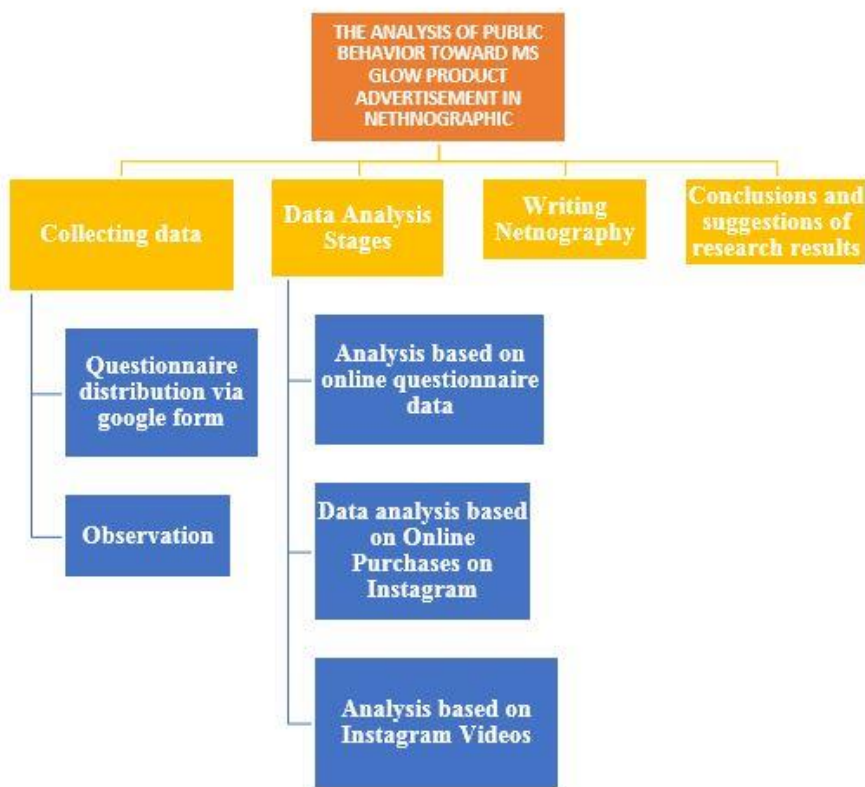 THE ANALYSIS OF PUBLIC
BEHAVIOR TOWARD MS
GLOW PRODUCT
ADVERTISEMENT IN
NETHNOGRAPHIC
Collecting data
Questionnaire
distribution via
google form
Observation
Data Analysis
Stages
Analysis based on
online questionnaire
data
Data analysis based
on Online
Purchases on
Instagram
Analysis based on
Instagram Videos
Writing
Netnography
Conclusions and
suggestions of
research results